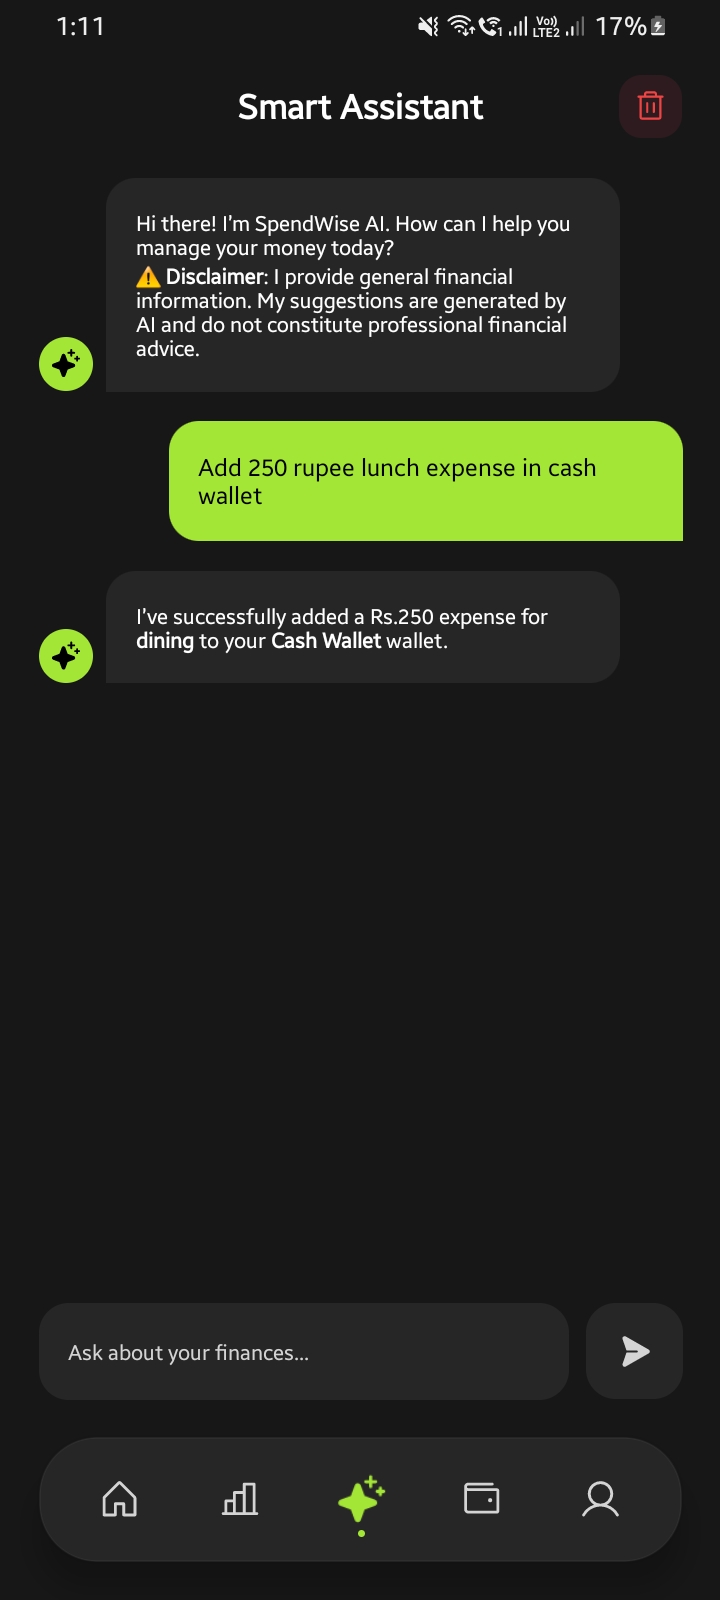 1:11
1 Vo)) LTE2 17%
Smart Assistant
Hi there! I'm SpendWise AI. How can I help you
manage your money today?
⚠️ Disclaimer: I provide general financial
information. My suggestions are generated by
AI and do not constitute professional financial
advice.
Add 250 rupee lunch expense in cash
wallet
I've successfully added a Rs.250 expense for
dining to your Cash Wallet wallet.
Ask about your finances...